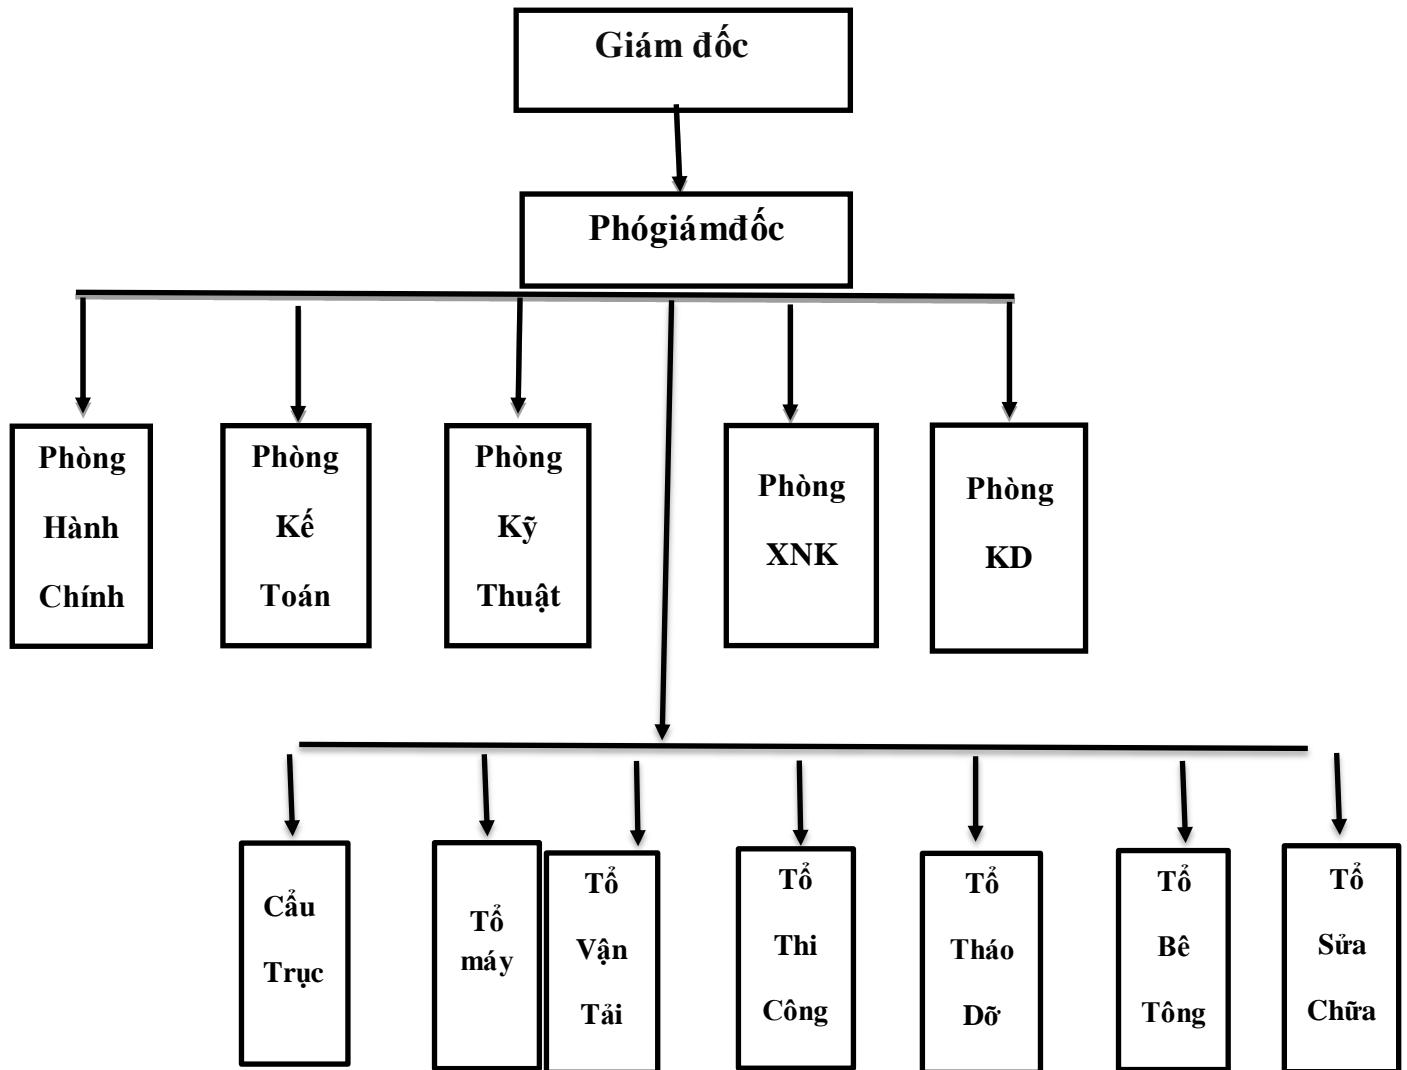 Giám đốc
Phógiámđốc
Phòng
Hành
Chính
Phòng
Kế
Toán
Phòng
Kỹ
Thuật
Phòng
XNK
Phòng
KD
Cẩu
Trục
Tổ
máy
Tổ
Vận
Tải
Tổ
Thi
Công
Tổ
Tháo
Dỡ
Tổ
Bê
Tông
Tổ
Sửa
Chữa